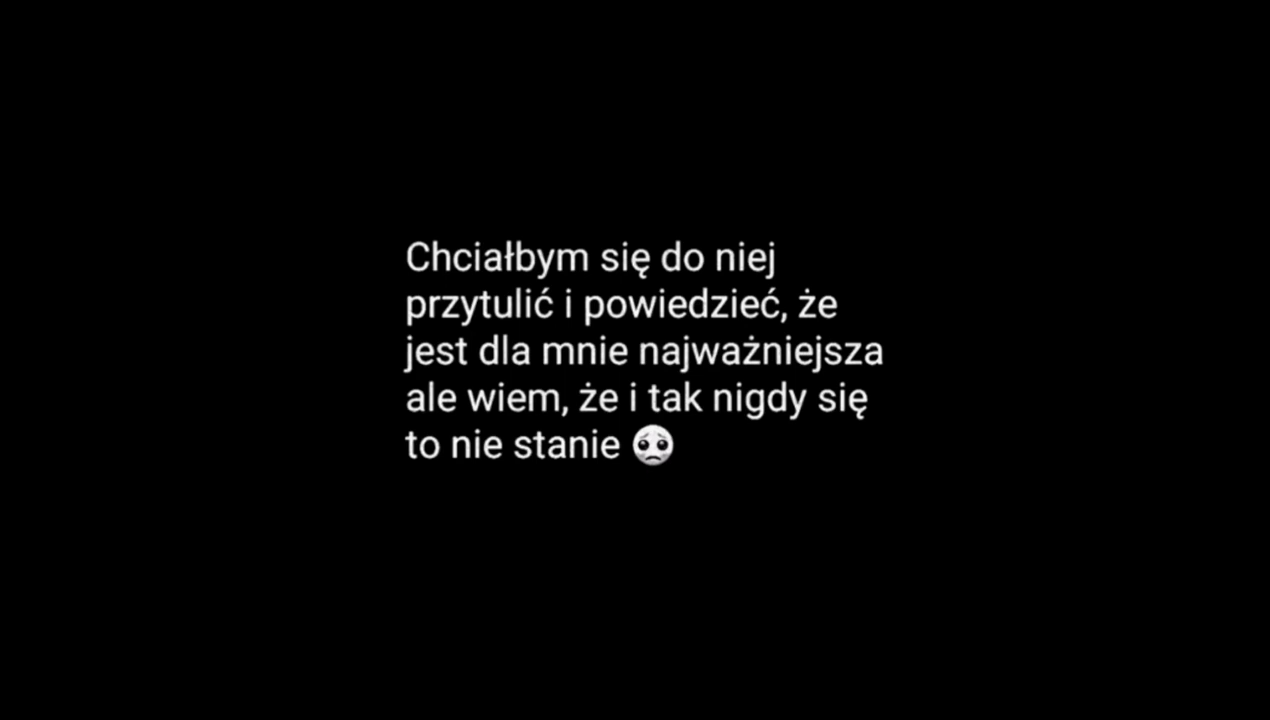 Chciałbym się do niej
przytulić i powiedzieć, że
jest dla mnie najważniejsza
ale wiem, że i tak nigdy się
to nie stanie 🥺